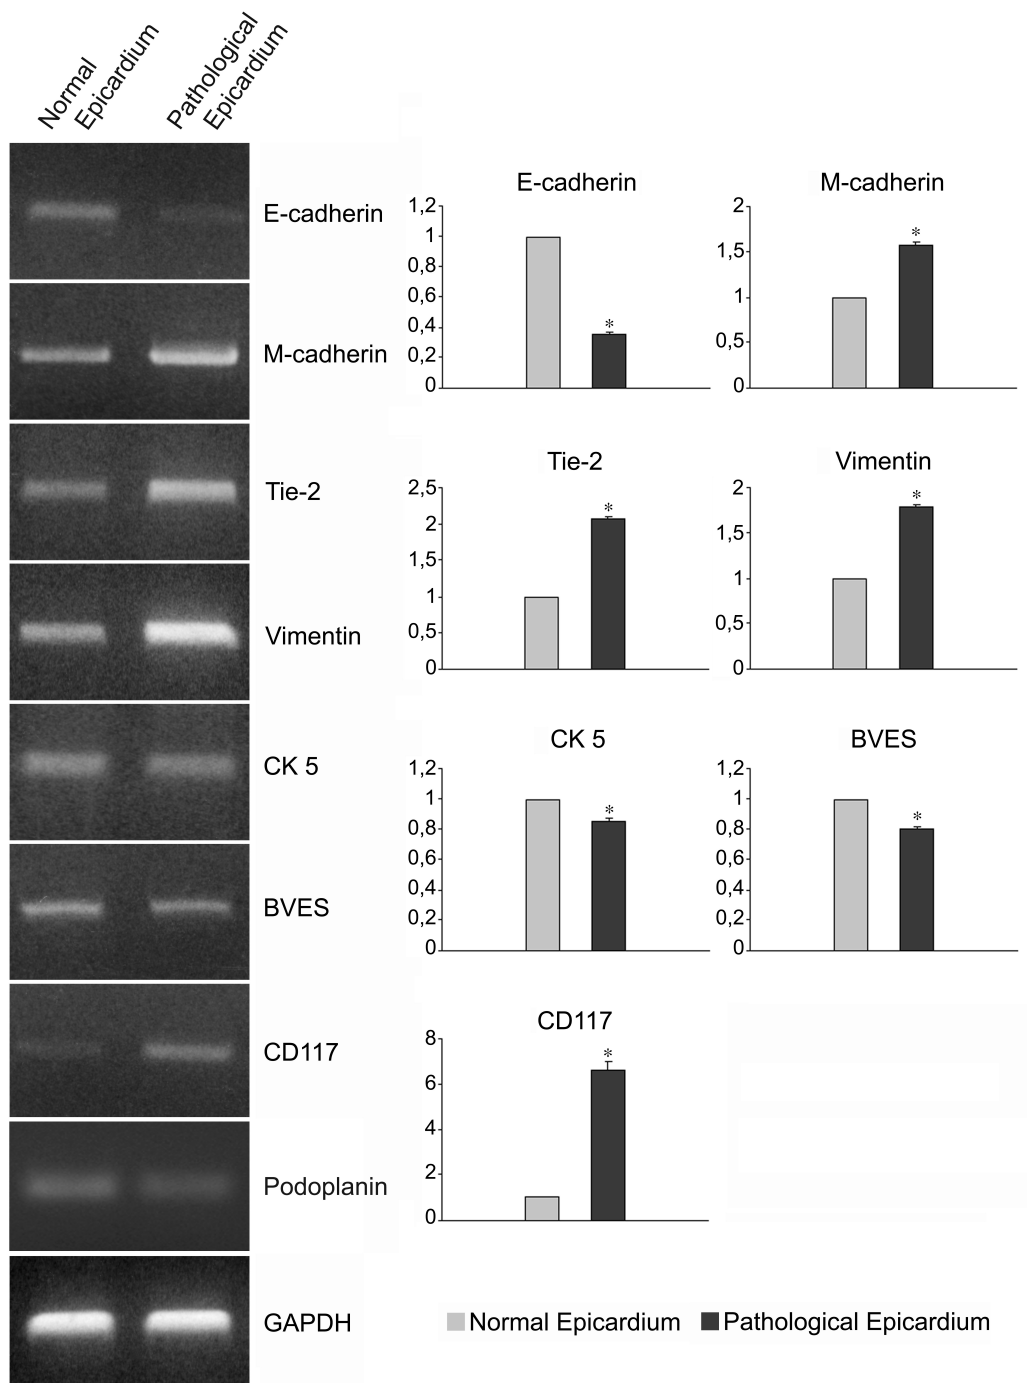 Normal
Epicardium
Pathological
Epicardium
E-cadherin
M-cadherin
Tie-2
Vimentin
CK 5
BVES
CD117
Podoplanin
GAPDH
E-cadherin
1,2
1
0,8
0,6
0,4
0,2
0
*
M-cadherin
2
1,5
1
0,5
0
*
Tie-2
2,5
2
1,5
1
0,5
0
*
Vimentin
2
1,5
1
0,5
0
*
CK 5
1,2
1
0,8
0,6
0,4
0,2
0
*
BVES
1,2
1
0,8
0,6
0,4
0,2
0
*
CD117
8
6
4
2
0
*
Normal Epicardium
Pathological Epicardium